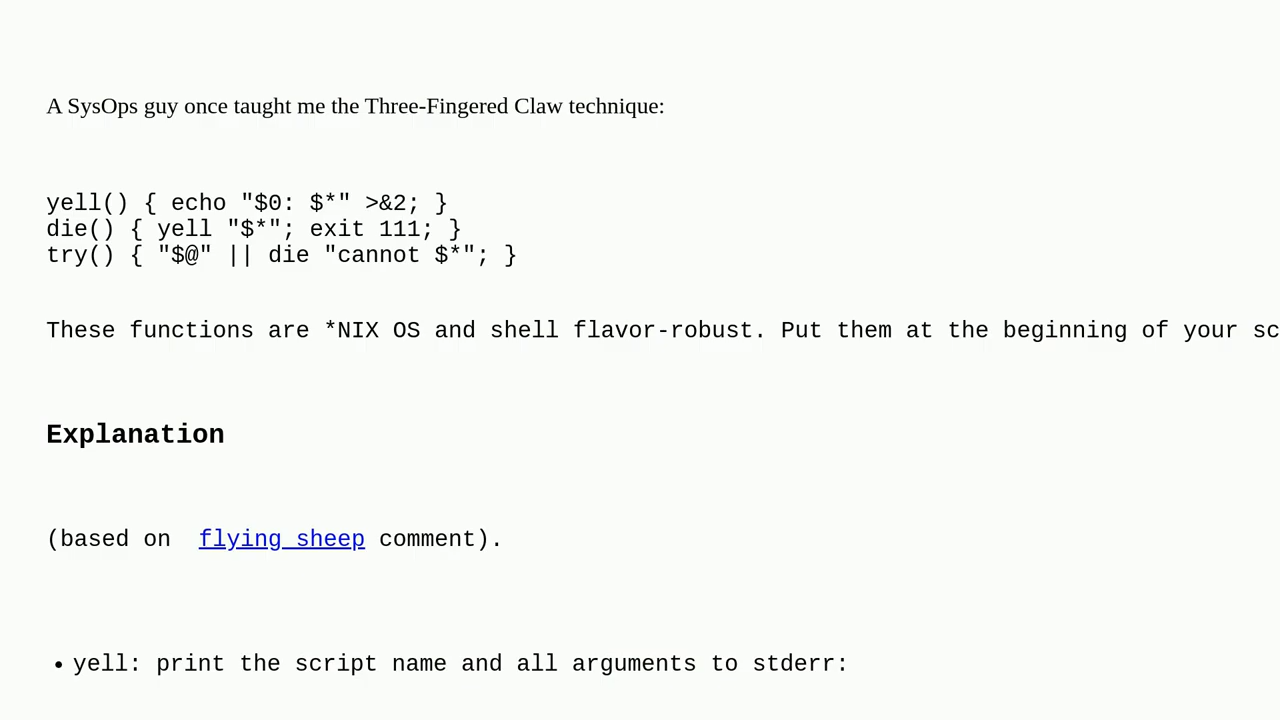 A SysOps guy once taught me the Three-Fingered Claw technique:
yell() { echo "$0: $*" >&2; }
die() { yell "$*"; exit 111; }
try() { "$@" || die "cannot $*"; }
These functions are *NIX OS and shell flavor-robust. Put them at the beginning of your
Explanation
(based on flying sheep comment).
• yell: print the script name and all arguments to stderr: